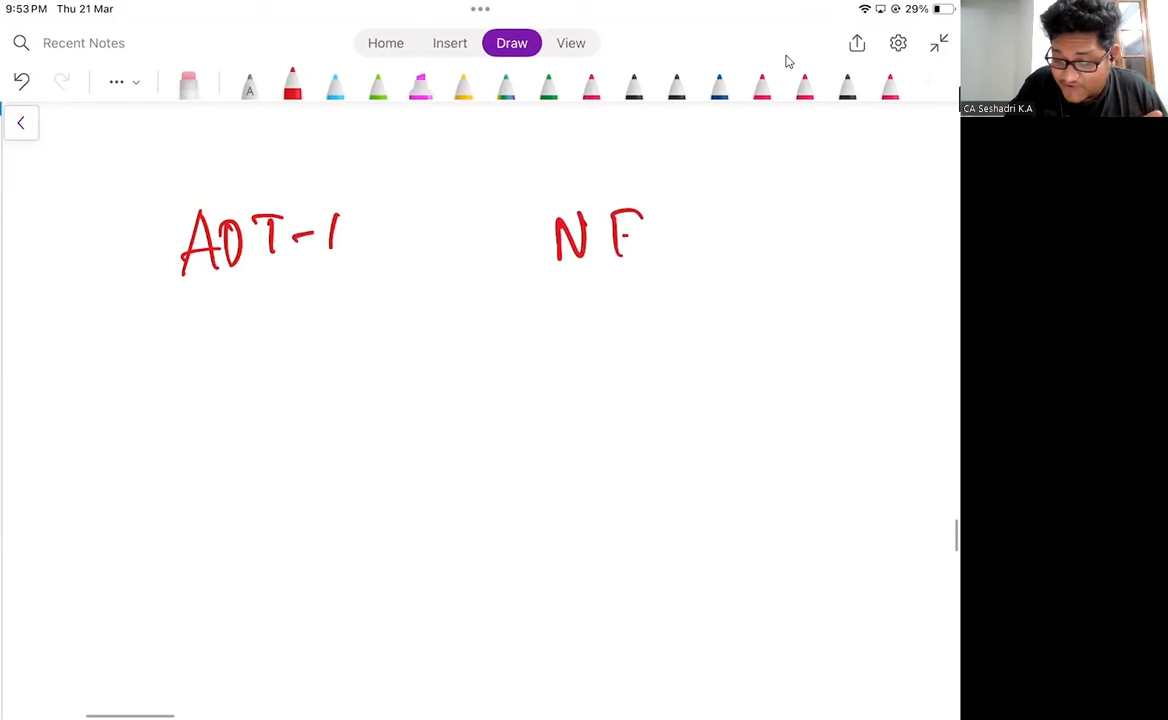 9:53 PM Thu 21 Mar 29%
Recent Notes Home Insert Draw View
A
CA Seshadri K.A
ADT-1 NF